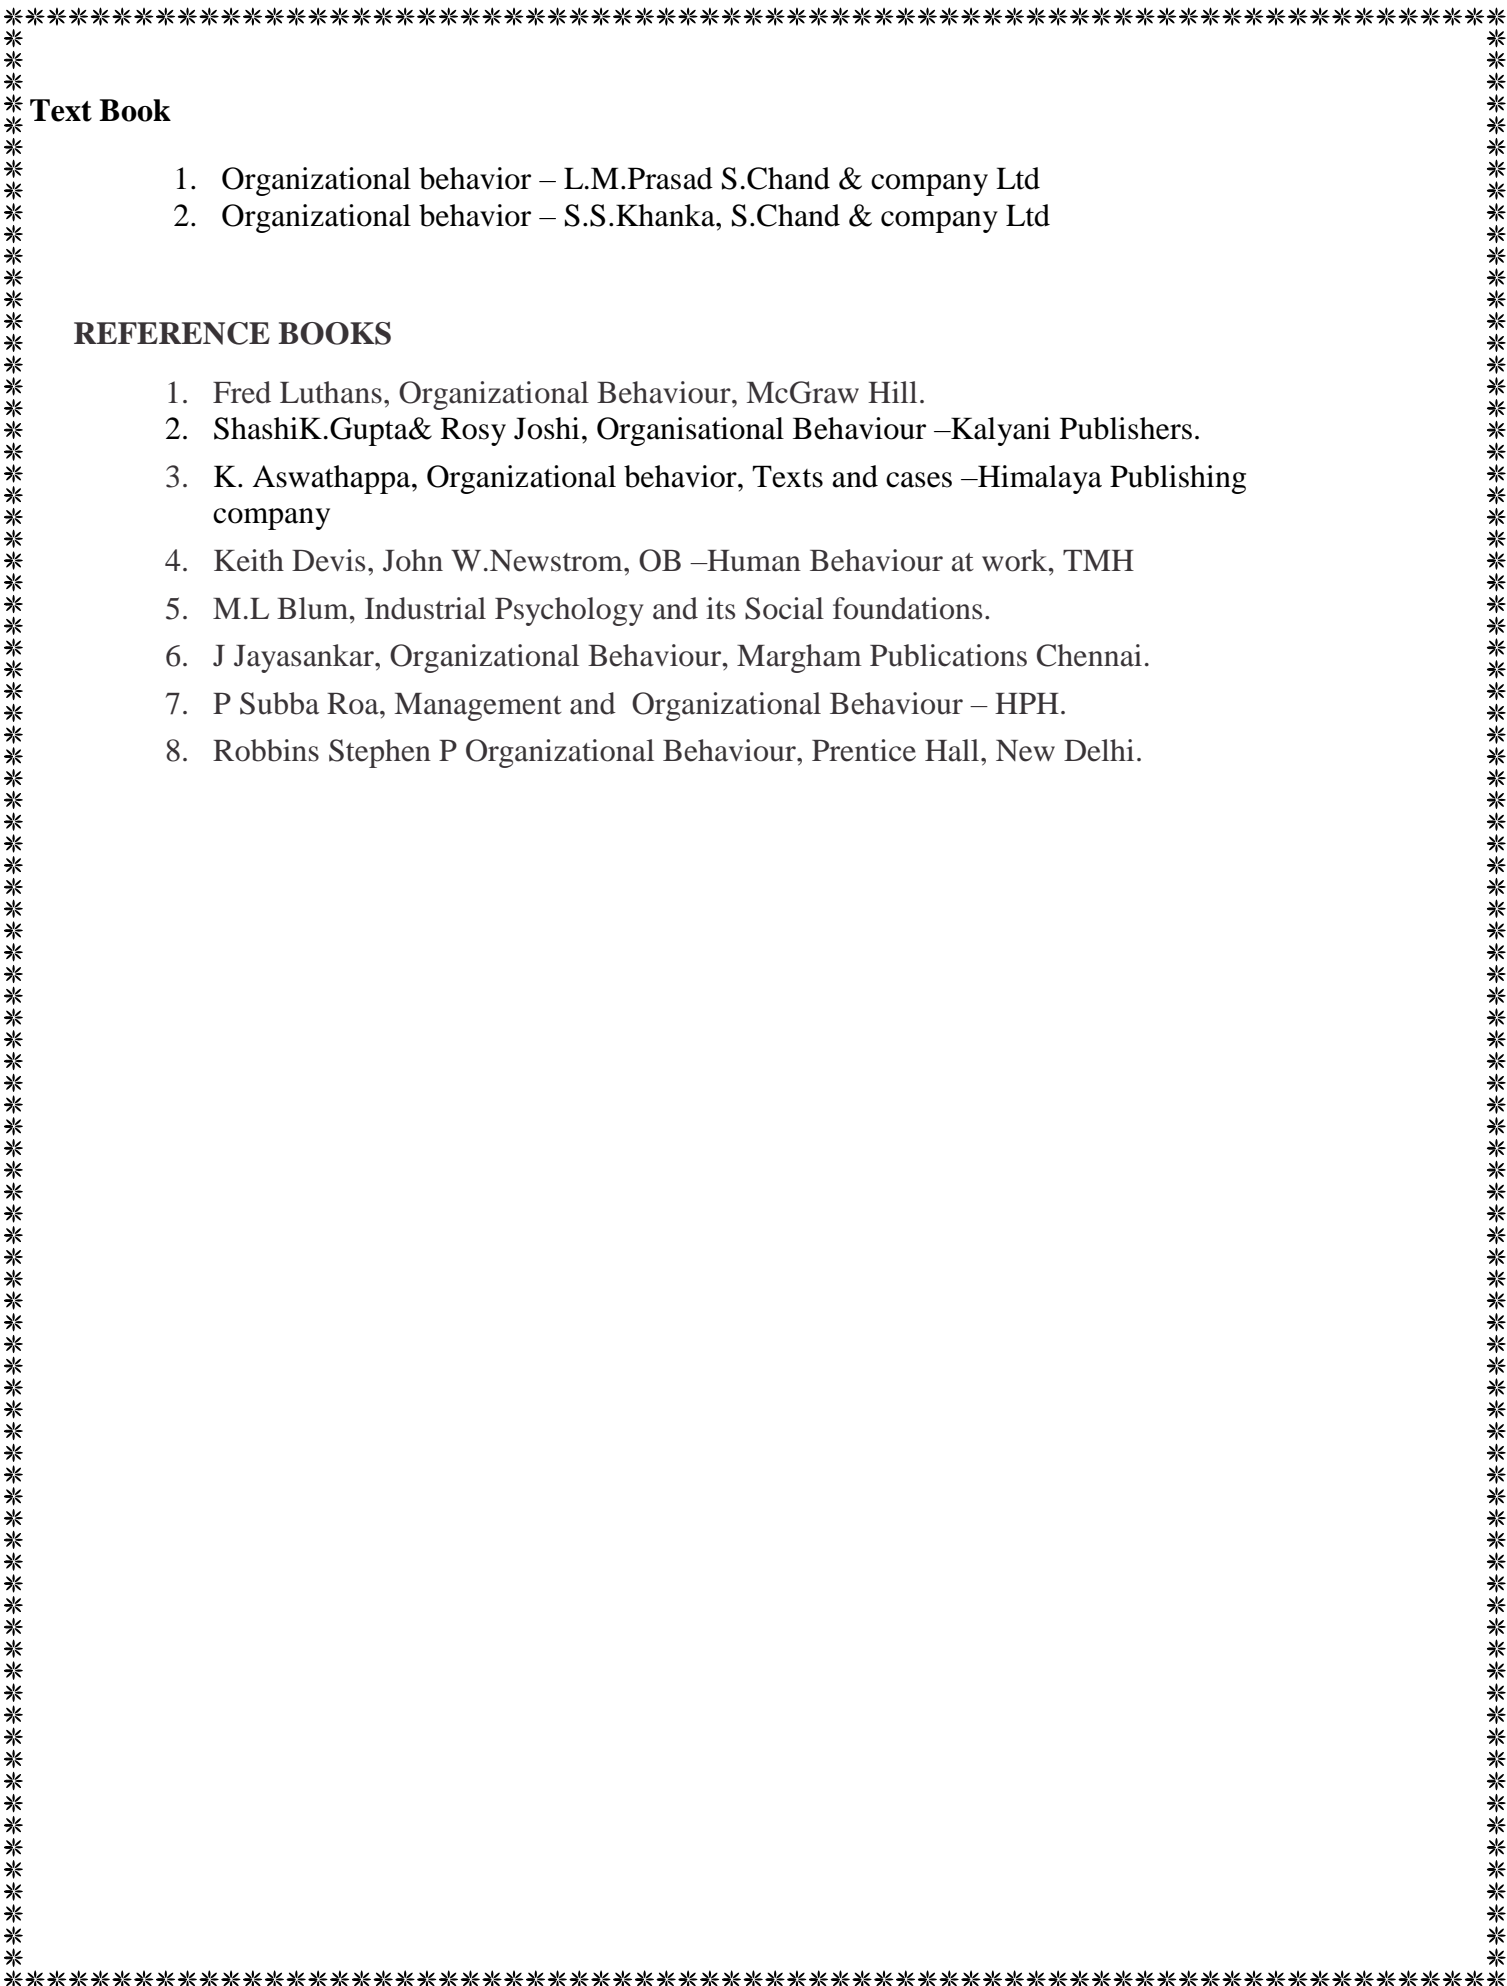 Text Book
1. Organizational behavior – L.M.Prasad S.Chand & company Ltd
2. Organizational behavior – S.S.Khanka, S.Chand & company Ltd
REFERENCE BOOKS
1. Fred Luthans, Organizational Behaviour, McGraw Hill.
2. ShashiK.Gupta& Rosy Joshi, Organisational Behaviour –Kalyani Publishers.
3. K. Aswathappa, Organizational behavior, Texts and cases –Himalaya Publishing
company
4. Keith Devis, John W.Newstrom, OB –Human Behaviour at work, TMH
5. M.L Blum, Industrial Psychology and its Social foundations.
6. J Jayasankar, Organizational Behaviour, Margham Publications Chennai.
7. P Subba Roa, Management and  Organizational Behaviour – HPH.
8. Robbins Stephen P Organizational Behaviour, Prentice Hall, New Delhi.